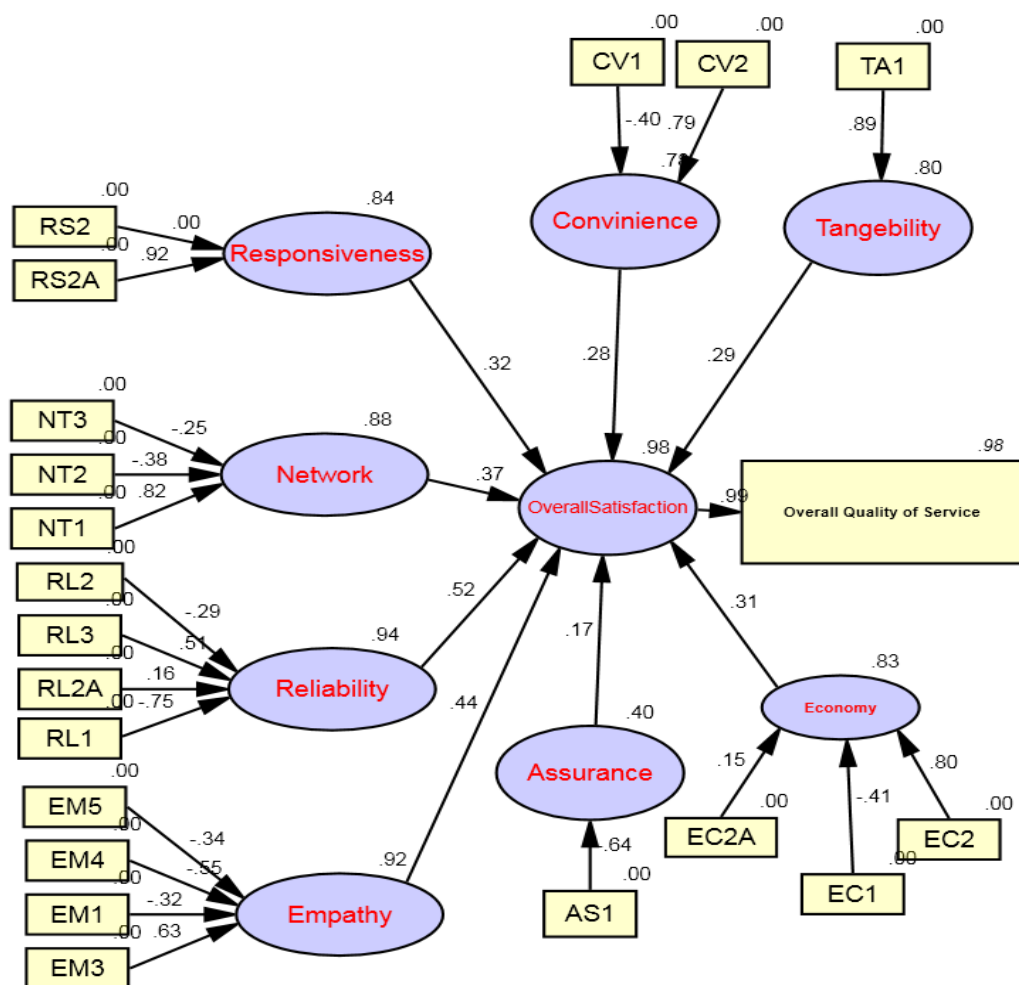 .00
.00
.00
CV1
CV2
TA1
-.40
.79
.89
.78
.80
Convinience
Tangebility
.00
.84
RS2
.00
.00
Responsiveness
RS2A
.92
.32
.28
.29
.00
NT3
-.25
.88
.00
NT2
-.38
Network
.37
.00
NT1
.82
.98
OverallSatisfaction
.99
.98
Overall Quality of Service
.00
RL2
-.29
.00
RL3
.51
.94
.52
.00
RL2A
.16
Reliability
.00
RL1
-.75
.44
.17
.31
.83
Economy
.40
Assurance
.15
-.41
.80
.00
EC2A
.00
EC2
.00
EC1
-.64
.00
AS1
.00
EM5
-.34
.00
EM4
-.55
.92
.00
EM1
-.32
Empathy
.00
EM3
.63